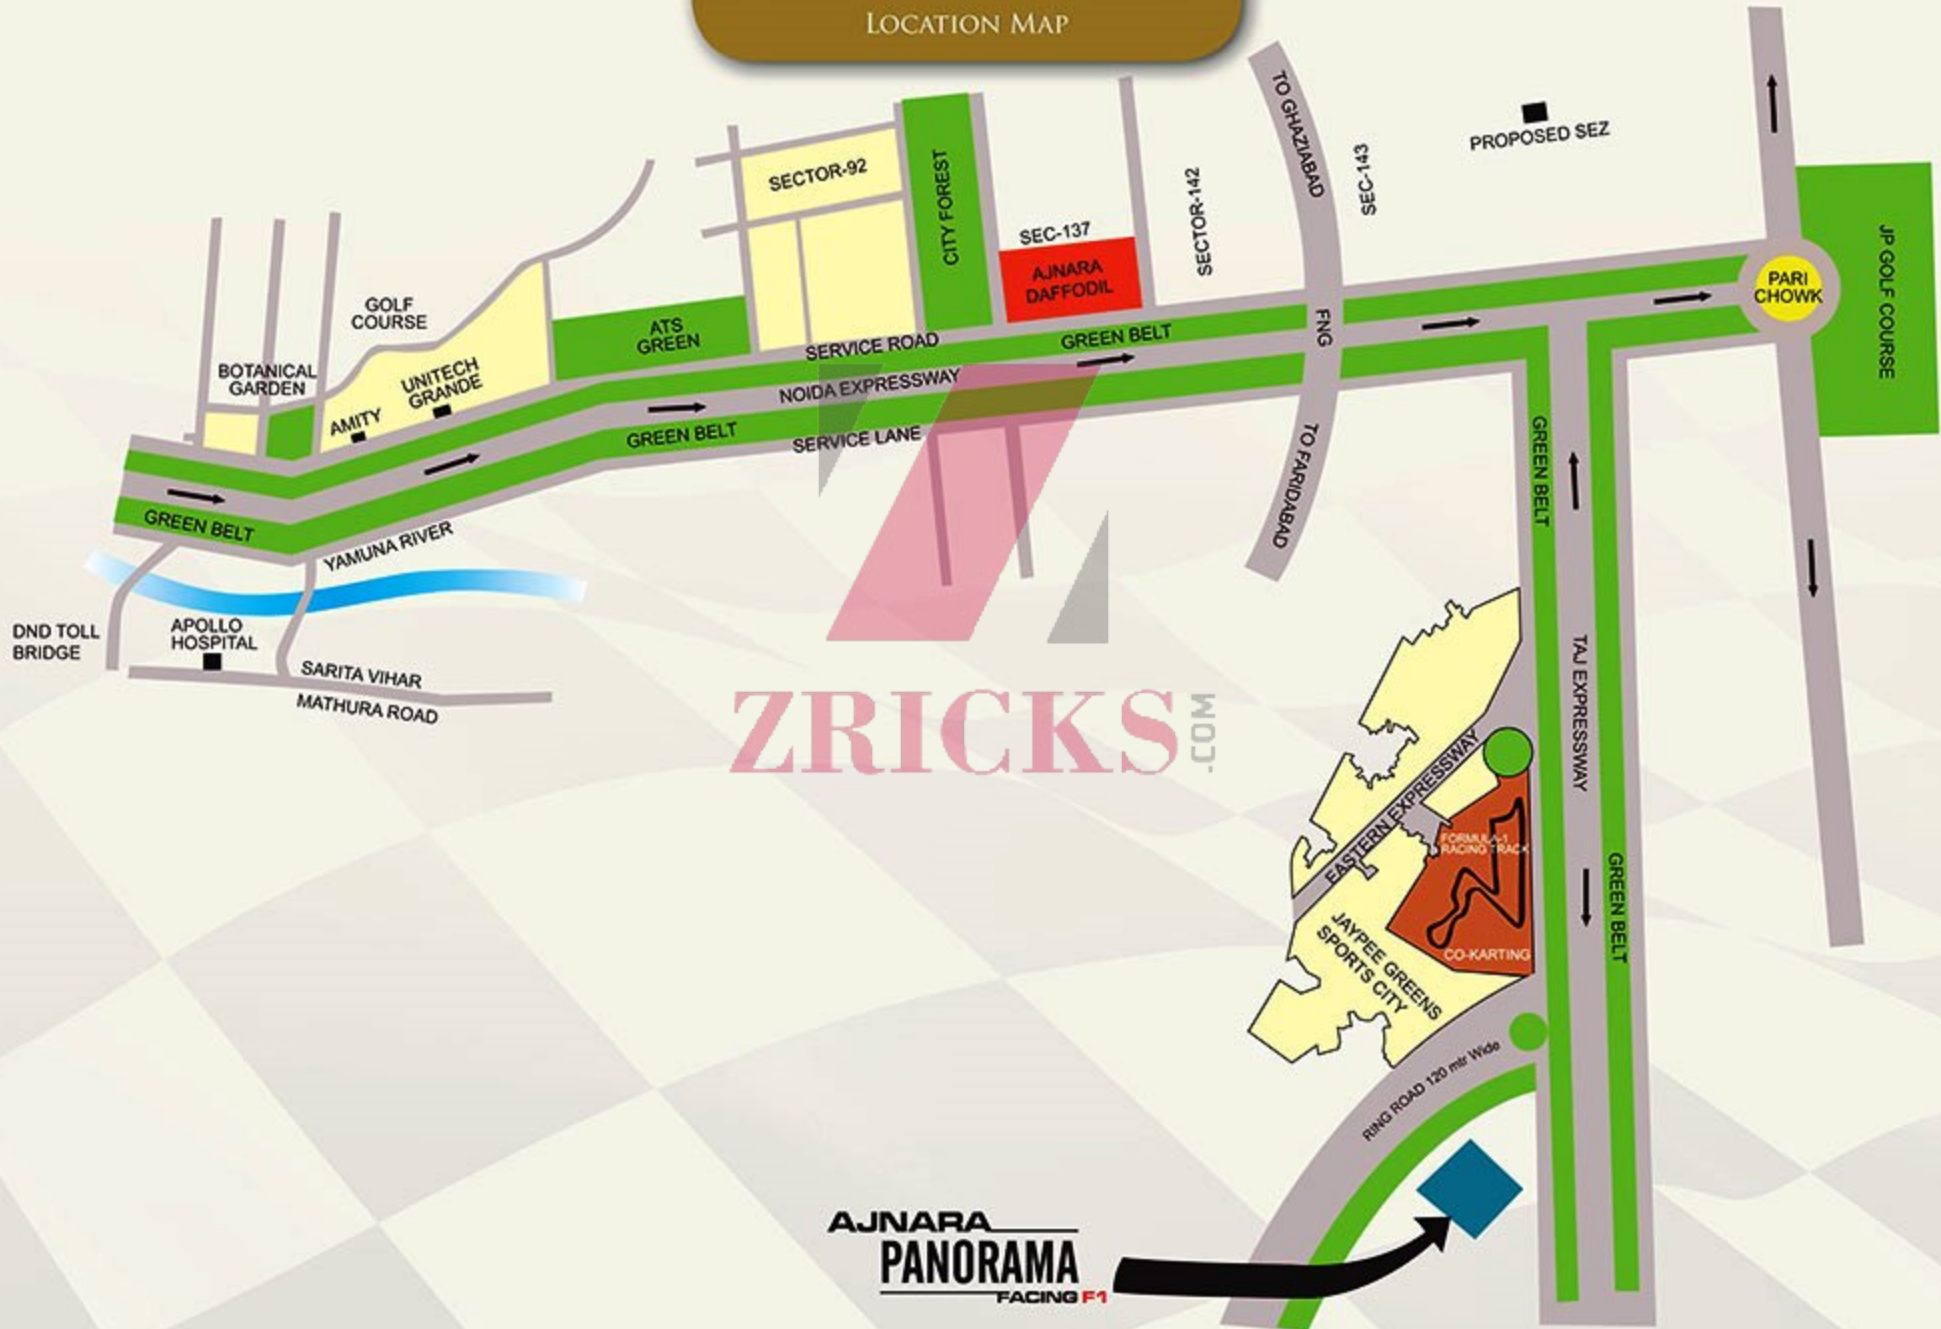 LOCATION MAP
TO GHAZIABAD
SEC-143
PROPOSED SEZ
SECTOR-92
CITY FOREST
SEC-137
AJNARA
DAFFODIL
SECTOR-142
JP GOLF COURSE
PARI
CHOWK
GOLF
COURSE
ATS
GREEN
SERVICE ROAD
GREEN BELT
FNG
BOTANICAL
GARDEN
UNITECH
GRANDE
AMITY
NOIDA EXPRESSWAY
GREEN BELT
SERVICE LANE
TO FARIDABAD
GREEN BELT
GREEN BELT
YAMUNA RIVER
DND TOLL
BRIDGE
APOLLO
HOSPITAL
SARITA VIHAR
MATHURA ROAD
ZRICKS.COM
TAJ EXPRESSWAY
EASTERN EXPRESSWAY
FORMULA-1
RACING TRACK
GREEN BELT
JAYPEE GREENS
SPORTS CITY
CO-KARTING
RING ROAD 120 mtr Wide
AJNARA
PANORAMA
FACING F1